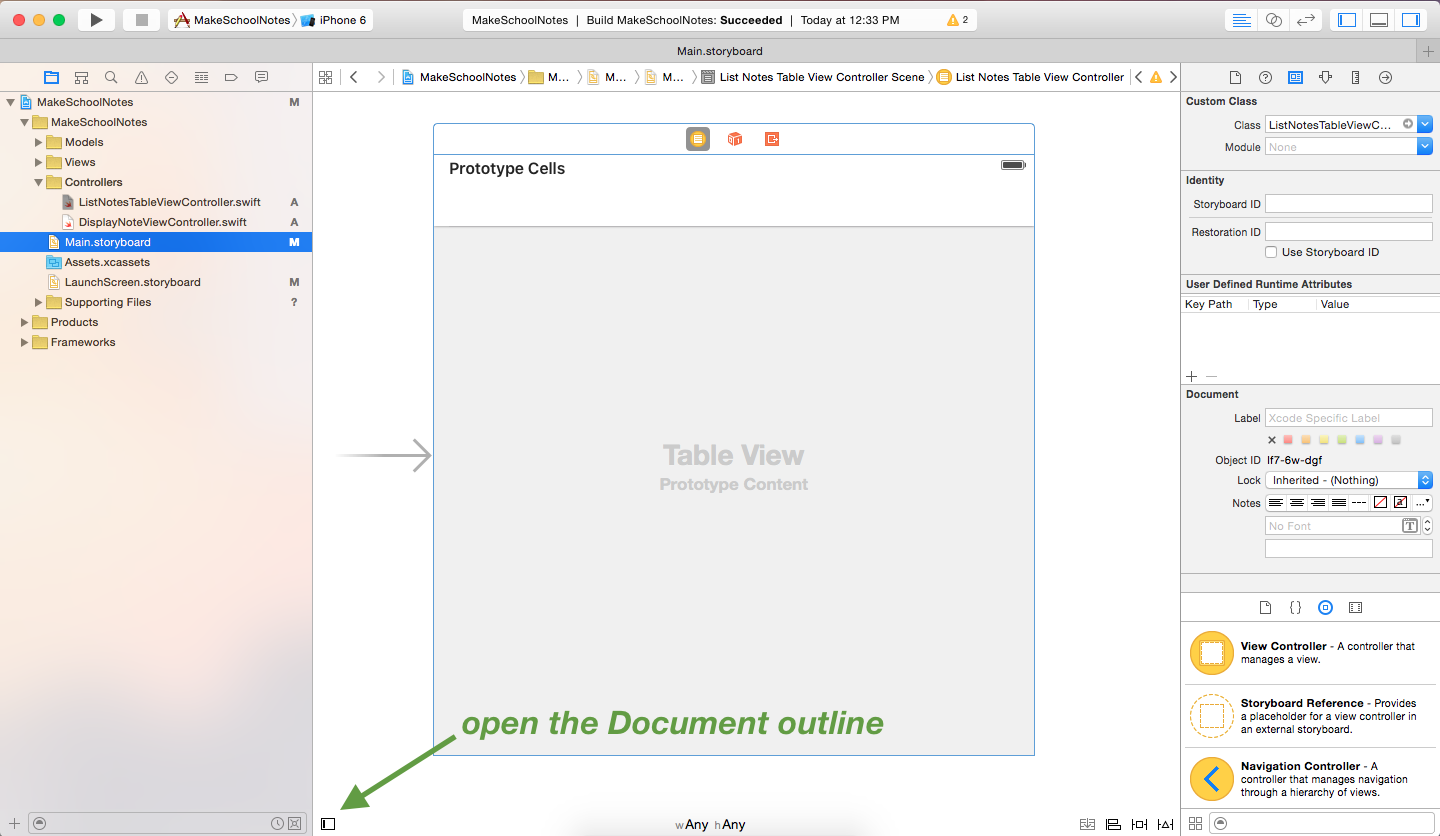 MakeSchoolNotes iPhone 6
MakeSchoolNotes | Build MakeSchoolNotes: Succeeded | Today at 12:33 PM 2
Main.storyboard
MakeSchoolNotes M... M... M... List Notes Table View Controller Scene List Notes Table View Controller
MakeSchoolNotes M
MakeSchoolNotes
Models
Views
Controllers
ListNotesTableViewController.swift A
DisplayNoteViewController.swift A
Main.storyboard M
Assets.xcassets
LaunchScreen.storyboard M
Supporting Files ?
Products
Frameworks
Prototype Cells
Table View
Prototype Content
open the Document outline
wAny hAny
Custom Class
Class ListNotesTableViewC...
Module None
Identity
Storyboard ID
Restoration ID
Use Storyboard ID
User Defined Runtime Attributes
Key Path Type Value
Document
Label Xcode Specific Label
Object ID lf7-6w-dgf
Lock Inherited - (Nothing)
Notes
No Font T
View Controller - A controller that
manages a view.
Storyboard Reference - Provides
a placeholder for a view controller in
an external storyboard.
Navigation Controller - A
controller that manages navigation
through a hierarchy of views.